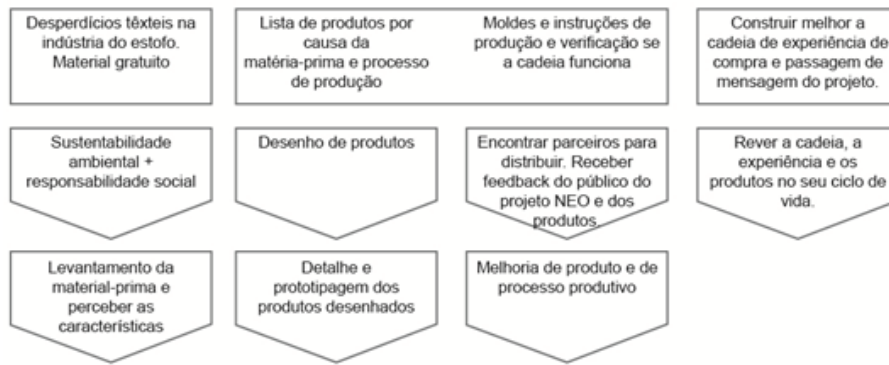 Desperdícios têxteis na
indústria do estofo.
Material gratuito
Lista de produtos por
causa da
matéria-prima e processo
de produção
Moldes e instruções de
produção e verificação se
a cadeia funciona
Construir melhor a
cadeia de experiência de
compra e passagem de
mensagem do projeto.
Sustentabilidade
ambiental +
responsabilidade social
Desenho de produtos
Encontrar parceiros para
distribuir. Receber
feedback do público do
projeto NEO e dos
produtos.
Rever a cadeia, a
experiência e os
produtos no seu ciclo de
vida.
Levantamento da
material-prima e
perceber as
características
Detalhe e
prototipagem dos
produtos desenhados
Melhoria de produto e de
processo produtivo